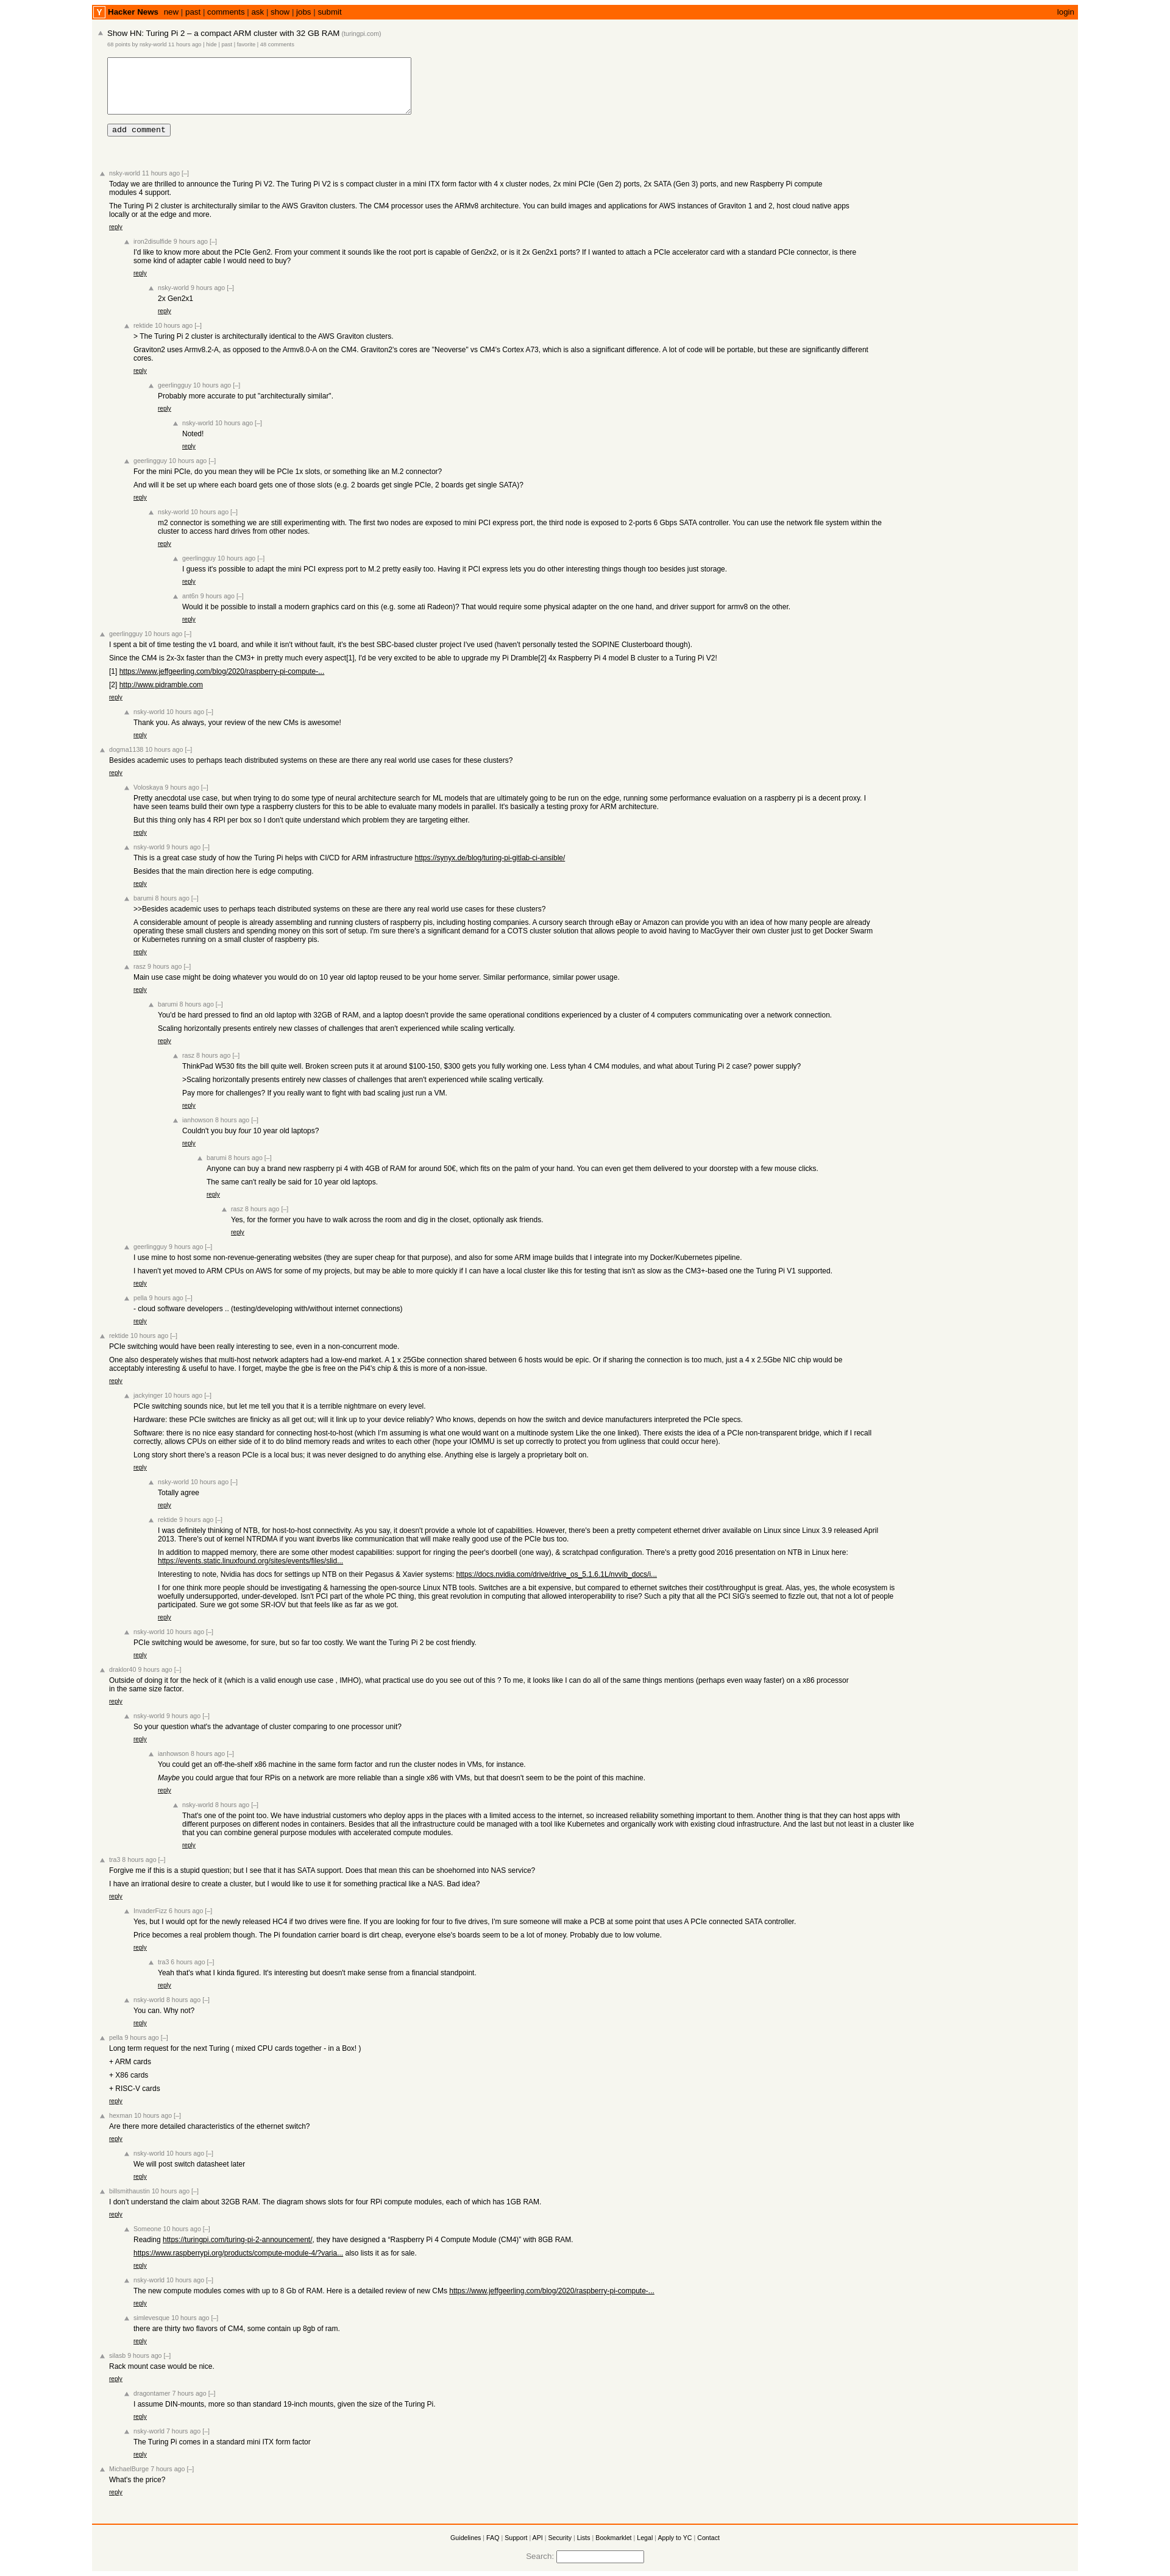 Y Hacker News new | past | comments | ask | show | jobs | submit login
Show HN: Turing Pi 2 – a compact ARM cluster with 32 GB RAM (turingpi.com)
88 points by nsky-world 11 hours ago | hide | past | favorite | 48 comments
add comment
nsky-world 11 hours ago [–]
Today we are thrilled to announce the Turing Pi V2. The Turing Pi V2 is s compact cluster in a mini ITX form factor with 4 x cluster nodes, 2x mini PCIe (Gen 2) ports, 2x SATA (Gen 3) ports, and new Raspberry Pi compute
modules 4 support.
The Turing Pi 2 cluster is architecturally similar to the AWS Graviton clusters. The CM4 processor uses the ARMv8 architecture. You can build images and applications for AWS instances of Graviton 1 and 2, host cloud native apps
locally or at the edge and more.
reply
iron2disulfide 9 hours ago [–]
I'd like to know more about the PCIe Gen2. From your comment it sounds like the root port is capable of Gen2x2, or is it 2x Gen2x1 ports? If I wanted to attach a PCIe accelerator card with a standard PCIe connector, is there
some kind of adapter cable I would need to buy?
reply
nsky-world 9 hours ago [–]
2x Gen2x1
reply
rektide 10 hours ago [–]
> The Turing Pi 2 cluster is architecturally identical to the AWS Graviton clusters.
Graviton2 uses Armv8.2-A, as opposed to the Armv8.0-A on the CM4. Graviton2's cores are "Neoverse" vs CM4's Cortex A73, which is also a significant difference. A lot of code will be portable, but these are significantly different
cores.
reply
geerlingguy 10 hours ago [–]
Probably more accurate to put "architecturally similar".
reply
nsky-world 10 hours ago [–]
Noted!
reply
geerlingguy 10 hours ago [–]
For the mini PCIe, do you mean they will be PCIe 1x slots, or something like an M.2 connector?
And will it be set up where each board gets one of those slots (e.g. 2 boards get single PCIe, 2 boards get single SATA)?
reply
nsky-world 10 hours ago [–]
m2 connector is something we are still experimenting with. The first two nodes are exposed to mini PCI express port, the third node is exposed to 2-ports 6 Gbps SATA controller. You can use the network file system within the
cluster to access hard drives from other nodes.
reply
geerlingguy 10 hours ago [–]
I guess it's possible to adapt the mini PCI express port to M.2 pretty easily too. Having it PCI express lets you do other interesting things though too besides just storage.
reply
ant6n 9 hours ago [–]
Would it be possible to install a modern graphics card on this (e.g. some ati Radeon)? That would require some physical adapter on the one hand, and driver support for armv8 on the other.
reply
geerlingguy 10 hours ago [–]
I spent a bit of time testing the v1 board, and while it isn't without fault, it's the best SBC-based cluster project I've used (haven't personally tested the SOPINE Clusterboard though).
Since the CM4 is 2x-3x faster than the CM3+ in pretty much every aspect[1], I'd be very excited to be able to upgrade my Pi Dramble[2] 4x Raspberry Pi 4 model B cluster to a Turing Pi V2!
[1] https://www.jeffgeerling.com/blog/2020/raspberry-pi-compute-...
[2] http://www.pidramble.com
reply
nsky-world 10 hours ago [–]
Thank you. As always, your review of the new CMs is awesome!
reply
dogma1138 10 hours ago [–]
Besides academic uses to perhaps teach distributed systems on these are there any real world use cases for these clusters?
reply
Voloskaya 9 hours ago [–]
Pretty anecdotal use case, but when trying to do some type of neural architecture search for ML models that are ultimately going to be run on the edge, running some performance evaluation on a raspberry pi is a decent proxy. I
have seen teams build their own type a raspberry clusters for this to be able to evaluate many models in parallel. It's basically a testing proxy for ARM architecture.
But this thing only has 4 RPI per box so I don't quite understand which problem they are targeting either.
reply
nsky-world 9 hours ago [–]
This is a great case study of how the Turing Pi helps with CI/CD for ARM infrastructure https://synyx.de/blog/turing-pi-gitlab-ci-ansible/
Besides that the main direction here is edge computing.
reply
barumi 8 hours ago [–]
>>Besides academic uses to perhaps teach distributed systems on these are there any real world use cases for these clusters?
A considerable amount of people is already assembling and running clusters of raspberry pis, including hosting companies. A cursory search through eBay or Amazon can provide you with an idea of how many people are already
operating these small clusters and spending money on this sort of setup. I'm sure there's a significant demand for a COTS cluster solution that allows people to avoid having to MacGyver their own cluster just to get Docker Swarm
or Kubernetes running on a small cluster of raspberry pis.
reply
rasz 9 hours ago [–]
Main use case might be doing whatever you would do on 10 year old laptop reused to be your home server. Similar performance, similar power usage.
reply
barumi 8 hours ago [–]
You'd be hard pressed to find an old laptop with 32GB of RAM, and a laptop doesn't provide the same operational conditions experienced by a cluster of 4 computers communicating over a network connection.
Scaling horizontally presents entirely new classes of challenges that aren't experienced while scaling vertically.
reply
rasz 8 hours ago [–]
ThinkPad W530 fits the bill quite well. Broken screen puts it at around $100-150, $300 gets you fully working one. Less tyhan 4 CM4 modules, and what about Turing Pi 2 case? power supply?
>Scaling horizontally presents entirely new classes of challenges that aren't experienced while scaling vertically.
Pay more for challenges? If you really want to fight with bad scaling just run a VM.
reply
ianhowson 8 hours ago [–]
Couldn't you buy four 10 year old laptops?
reply
barumi 8 hours ago [–]
Anyone can buy a brand new raspberry pi 4 with 4GB of RAM for around 50€, which fits on the palm of your hand. You can even get them delivered to your doorstep with a few mouse clicks.
The same can't really be said for 10 year old laptops.
reply
rasz 8 hours ago [–]
Yes, for the former you have to walk across the room and dig in the closet, optionally ask friends.
reply
geerlingguy 9 hours ago [–]
I use mine to host some non-revenue-generating websites (they are super cheap for that purpose), and also for some ARM image builds that I integrate into my Docker/Kubernetes pipeline.
I haven't yet moved to ARM CPUs on AWS for some of my projects, but may be able to more quickly if I can have a local cluster like this for testing that isn't as slow as the CM3+-based one the Turing Pi V1 supported.
reply
pella 9 hours ago [–]
- cloud software developers .. (testing/developing with/without internet connections)
reply
rektide 10 hours ago [–]
PCIe switching would have been really interesting to see, even in a non-concurrent mode.
One also desperately wishes that multi-host network adapters had a low-end market. A 1 x 25Gbe connection shared between 6 hosts would be epic. Or if sharing the connection is too much, just a 4 x 2.5Gbe NIC chip would be
acceptably interesting & useful to have. I forget, maybe the gbe is free on the Pi4's chip & this is more of a non-issue.
reply
jackyinger 10 hours ago [–]
PCIe switching sounds nice, but let me tell you that it is a terrible nightmare on every level.
Hardware: these PCIe switches are finicky as all get out; will it link up to your device reliably? Who knows, depends on how the switch and device manufacturers interpreted the PCIe specs.
Software: there is no nice easy standard for connecting host-to-host (which I'm assuming is what one would want on a multinode system Like the one linked). There exists the idea of a PCIe non-transparent bridge, which if I recall
correctly, allows CPUs on either side of it to do blind memory reads and writes to each other (hope your IOMMU is set up correctly to protect you from ugliness that could occur here).
Long story short there's a reason PCIe is a local bus; it was never designed to do anything else. Anything else is largely a proprietary bolt on.
reply
nsky-world 10 hours ago [–]
Totally agree
reply
rektide 9 hours ago [–]
I was definitely thinking of NTB, for host-to-host connectivity. As you say, it doesn't provide a whole lot of capabilities. However, there's been a pretty competent ethernet driver available on Linux since Linux 3.9 released April
2013. There's out of kernel NTRDMA if you want ibverbs like communication that will make really good use of the PCIe bus too.
In addition to mapped memory, there are some other modest capabilities: support for ringing the peer's doorbell (one way), & scratchpad configuration. There's a pretty good 2016 presentation on NTB in Linux here:
https://events.static.linuxfound.org/sites/events/files/slid...
Interesting to note, Nvidia has docs for settings up NTB on their Pegasus & Xavier systems: https://docs.nvidia.com/drive/drive_os_5.1.6.1L/nvvib_docs/i...
I for one think more people should be investigating & harnessing the open-source Linux NTB tools. Switches are a bit expensive, but compared to ethernet switches their cost/throughput is great. Alas, yes, the whole ecosystem is
woefully undersupported, under-developed. Isn't PCI part of the whole PC thing, this great revolution in computing that allowed interoperability to rise? Such a pity that all the PCI SIG's seemed to fizzle out, that not a lot of people
participated. Sure we got some SR-IOV but that feels like as far as we got.
reply
nsky-world 10 hours ago [–]
PCIe switching would be awesome, for sure, but so far too costly. We want the Turing Pi 2 be cost friendly.
reply
draklor40 9 hours ago [–]
Outside of doing it for the heck of it (which is a valid enough use case , IMHO), what practical use do you see out of this ? To me, it looks like I can do all of the same things mentions (perhaps even waay faster) on a x86 processor
in the same size factor.
reply
nsky-world 9 hours ago [–]
So your question what's the advantage of cluster comparing to one processor unit?
reply
ianhowson 8 hours ago [–]
You could get an off-the-shelf x86 machine in the same form factor and run the cluster nodes in VMs, for instance.
Maybe you could argue that four RPis on a network are more reliable than a single x86 with VMs, but that doesn't seem to be the point of this machine.
reply
nsky-world 8 hours ago [–]
That's one of the point too. We have industrial customers who deploy apps in the places with a limited access to the internet, so increased reliability something important to them. Another thing is that they can host apps with
different purposes on different nodes in containers. Besides that all the infrastructure could be managed with a tool like Kubernetes and organically work with existing cloud infrastructure. And the last but not least in a cluster like
that you can combine general purpose modules with accelerated compute modules.
reply
tra3 8 hours ago [–]
Forgive me if this is a stupid question; but I see that it has SATA support. Does that mean this can be shoehorned into NAS service?
I have an irrational desire to create a cluster, but I would like to use it for something practical like a NAS. Bad idea?
reply
InvaderFizz 6 hours ago [–]
Yes, but I would opt for the newly released HC4 if two drives were fine. If you are looking for four to five drives, I'm sure someone will make a PCB at some point that uses A PCIe connected SATA controller.
Price becomes a real problem though. The Pi foundation carrier board is dirt cheap, everyone else's boards seem to be a lot of money. Probably due to low volume.
reply
tra3 6 hours ago [–]
Yeah that's what I kinda figured. It's interesting but doesn't make sense from a financial standpoint.
reply
nsky-world 8 hours ago [–]
You can. Why not?
reply
pella 9 hours ago [–]
Long term request for the next Turing ( mixed CPU cards together - in a Box! )
+ ARM cards
+ X86 cards
+ RISC-V cards
reply
hexman 10 hours ago [–]
Are there more detailed characteristics of the ethernet switch?
reply
nsky-world 10 hours ago [–]
We will post switch datasheet later
reply
billsmithaustin 10 hours ago [–]
I don't understand the claim about 32GB RAM. The diagram shows slots for four RPi compute modules, each of which has 1GB RAM.
reply
Someone 10 hours ago [–]
Reading https://turingpi.com/turing-pi-2-announcement/, they have designed a “Raspberry Pi 4 Compute Module (CM4)” with 8GB RAM.
https://www.raspberrypi.org/products/compute-module-4/?varia... also lists it as for sale.
reply
nsky-world 10 hours ago [–]
The new compute modules comes with up to 8 Gb of RAM. Here is a detailed review of new CMs https://www.jeffgeerling.com/blog/2020/raspberry-pi-compute-...
reply
simlevesque 10 hours ago [–]
there are thirty two flavors of CM4, some contain up 8gb of ram.
reply
silasb 9 hours ago [–]
Rack mount case would be nice.
reply
dragontamer 7 hours ago [–]
I assume DIN-mounts, more so than standard 19-inch mounts, given the size of the Turing Pi.
reply
nsky-world 7 hours ago [–]
The Turing Pi comes in a standard mini ITX form factor
reply
MichaelBurge 7 hours ago [–]
What's the price?
reply
Guidelines | FAQ | Support | API | Security | Lists | Bookmarklet | Legal | Apply to YC | Contact
Search: